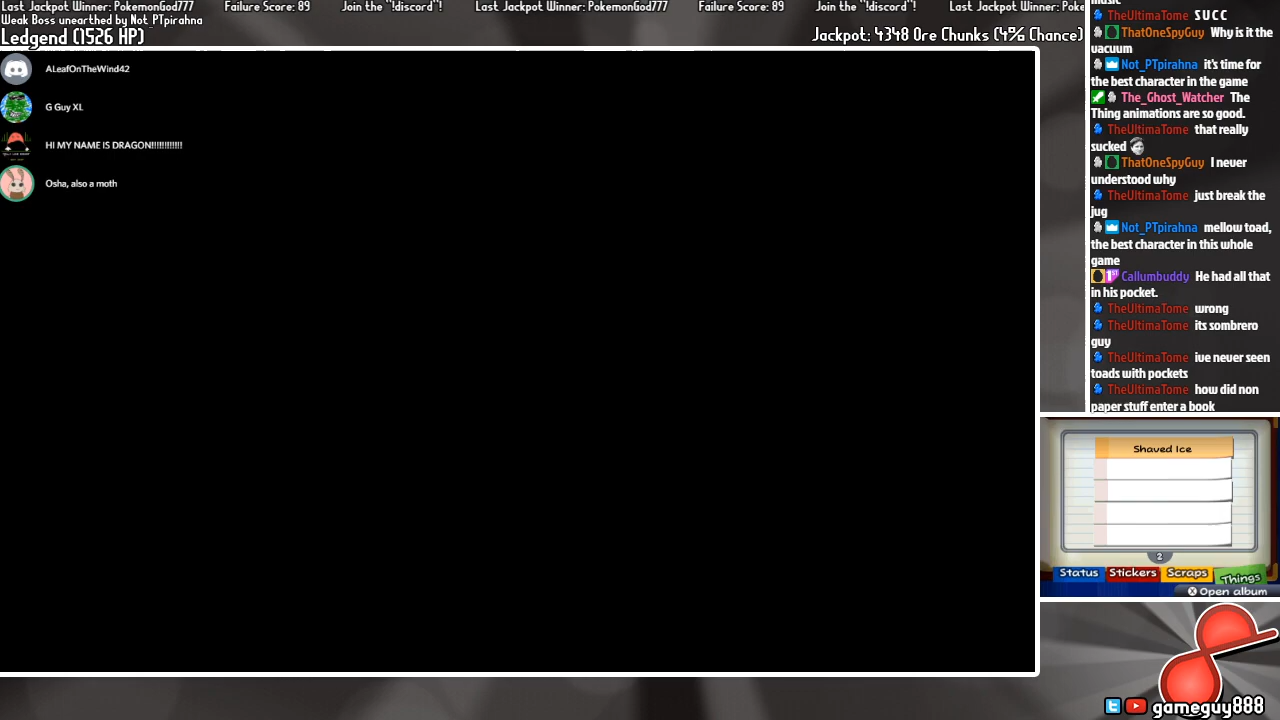 Last Jackpot Winner: PokemonGod777 Failure Score: 89 Join the "!discord"! Last Jackpot Winner: PokemonGod777 Failure Score: 89 Join the "!discord"! Last Jackpot Winner: Poke
Weak Boss unearthed by Not_PTpirahna
Ledgend (1526 HP)
Jackpot: 4348 Ore Chunks (4% Chance)
ALeafOnTheWind42
G Guy XI.
HI MY NAME IS DRAGON!!!!!!!!!!!!
Osha, also a moth
music
TheUltimaTome SUCC
ThatOneSpyGuy Why is it the
vacuum
Not_PTpirahna it's time for
the best character in the game
The_Ghost_Watcher The
Thing animations are so good.
TheUltimaTome that really
sucked
ThatOneSpyGuy I never
understood why
TheUltimaTome just break the
jug
Not_PTpirahna mellow toad,
the best character in this whole
game
Callumbuddy He had all that
in his pocket.
TheUltimaTome wrong
TheUltimaTome its sombrero
guy
TheUltimaTome ive never seen
toads with pockets
TheUltimaTome how did non
paper stuff enter a book
Shaved Ice
2
Status Stickers Scraps Things
X Open album
gameguy888